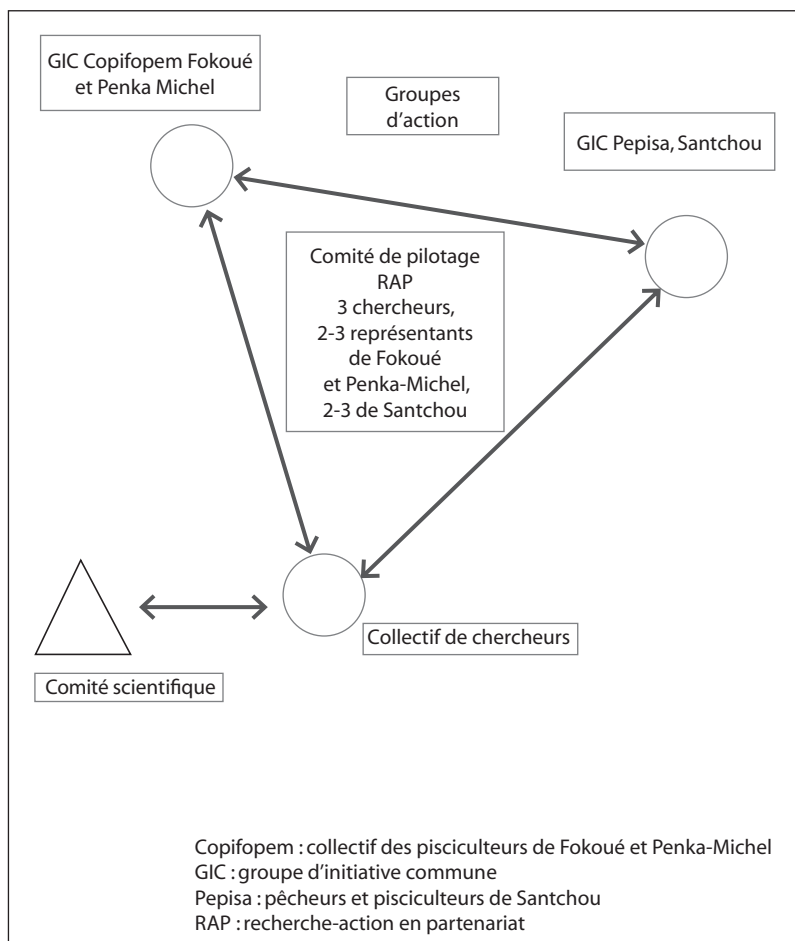 GIC Copifopem Fokoué
et Penka Michel
Groupes
d'action
GIC Pepisa, Santchou
Comité de pilotage
RAP
3 chercheurs,
2-3 représentants
de Fokoué
et Penka-Michel,
2-3 de Santchou
Collectif de chercheurs
Comité scientifique
Copifopem : collectif des pisciculteurs de Fokoué et Penka-Michel
GIC : groupe d'initiative commune
Pepisa : pêcheurs et pisciculteurs de Santchou
RAP : recherche-action en partenariat